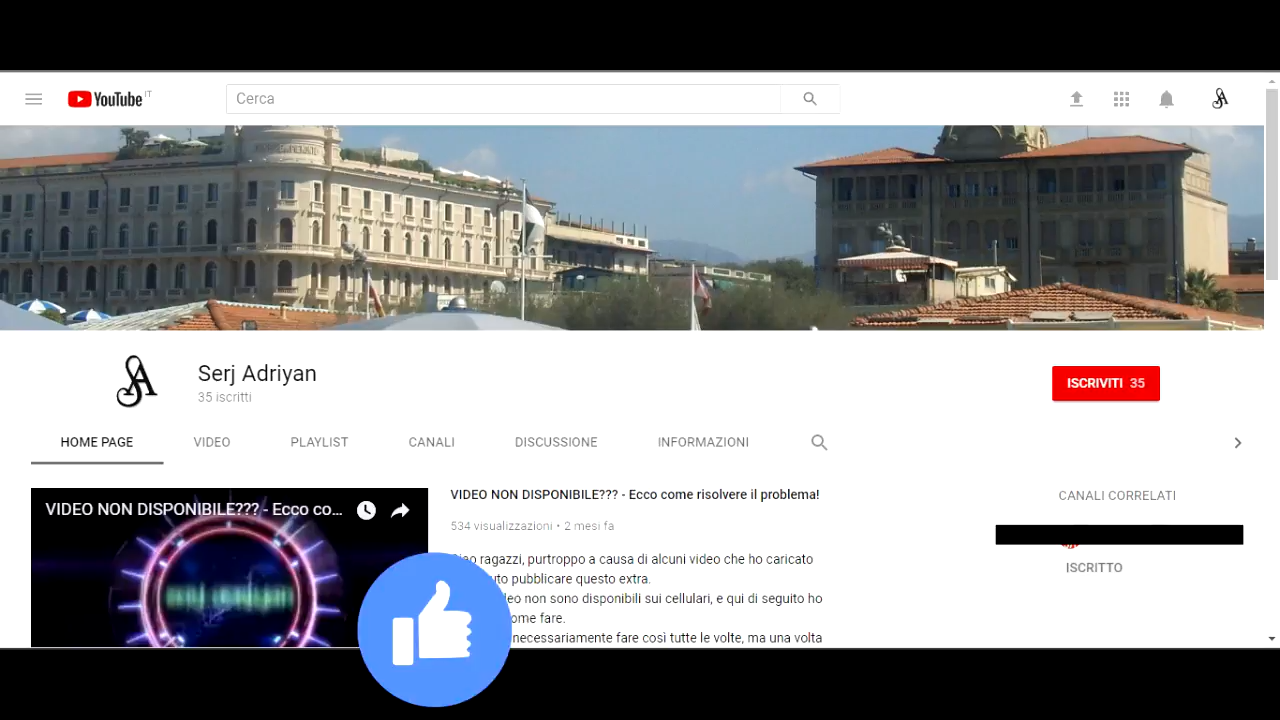 YouTube IT
Cerca
Serj Adriyan
35 iscritti
ISCRIVITI 35
HOME PAGE VIDEO PLAYLIST CANALI DISCUSSIONE INFORMAZIONI
VIDEO NON DISPONIBILE??? - Ecco co...
VIDEO NON DISPONIBILE??? - Ecco come risolvere il problema!
534 visualizzazioni • 2 mesi fa
ragazzi, purtroppo a causa di alcuni video che ho caricato
pubblicare questo extra.
non sono disponibili sui cellulari, e qui di seguito ho
fare.
necessariamente fare così tutte le volte, ma una volta
CANALI CORRELATI
ISCRITTO